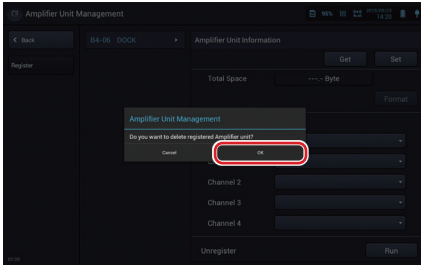 Amplifier Unit Management
98%
14:20
Back
B4-06 DOCK
Amplifier Unit Information
Register
Get
Set
Total Space
---.- Byte
Format
Amplifier Unit Management
Do you want to delete registered Amplifier unit?
Cancel
OK
Channel 2
Channel 3
Channel 4
Unregister
Run